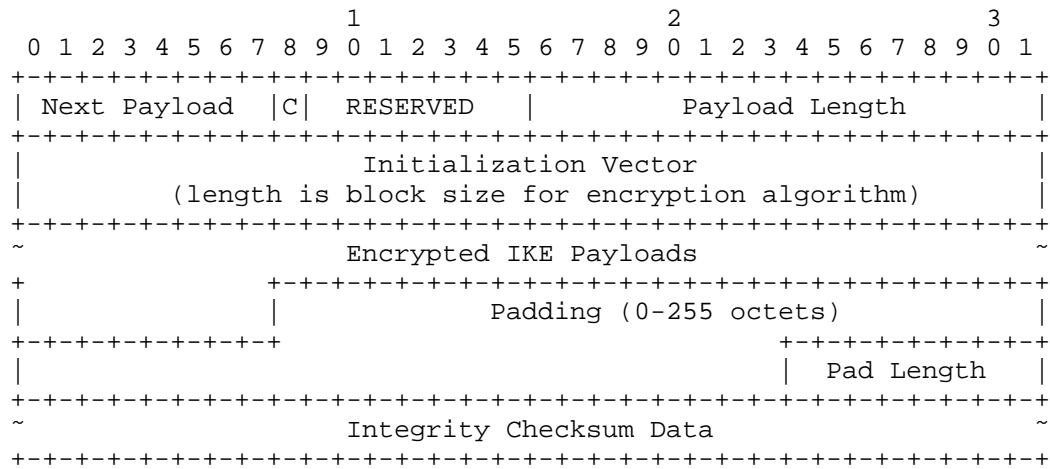 1                   2                   3
 0 1 2 3 4 5 6 7 8 9 0 1 2 3 4 5 6 7 8 9 0 1 2 3 4 5 6 7 8 9 0 1
+-+-+-+-+-+-+-+-+-+-+-+-+-+-+-+-+-+-+-+-+-+-+-+-+-+-+-+-+-+-+-+-+
| Next Payload  |C|  RESERVED   |         Payload Length        |
+-+-+-+-+-+-+-+-+-+-+-+-+-+-+-+-+-+-+-+-+-+-+-+-+-+-+-+-+-+-+-+-+
|                     Initialization Vector                     |
|         (length is block size for encryption algorithm)       |
+-+-+-+-+-+-+-+-+-+-+-+-+-+-+-+-+-+-+-+-+-+-+-+-+-+-+-+-+-+-+-+-+
~                    Encrypted IKE Payloads                     ~
+               +-+-+-+-+-+-+-+-+-+-+-+-+-+-+-+-+-+-+-+-+-+-+-+-+
|               |             Padding (0-255 octets)            |
+-+-+-+-+-+-+-+-+                               +-+-+-+-+-+-+-+-+
|                                               |  Pad Length   |
+-+-+-+-+-+-+-+-+-+-+-+-+-+-+-+-+-+-+-+-+-+-+-+-+-+-+-+-+-+-+-+-+
~                    Integrity Checksum Data                    ~
+-+-+-+-+-+-+-+-+-+-+-+-+-+-+-+-+-+-+-+-+-+-+-+-+-+-+-+-+-+-+-+-+